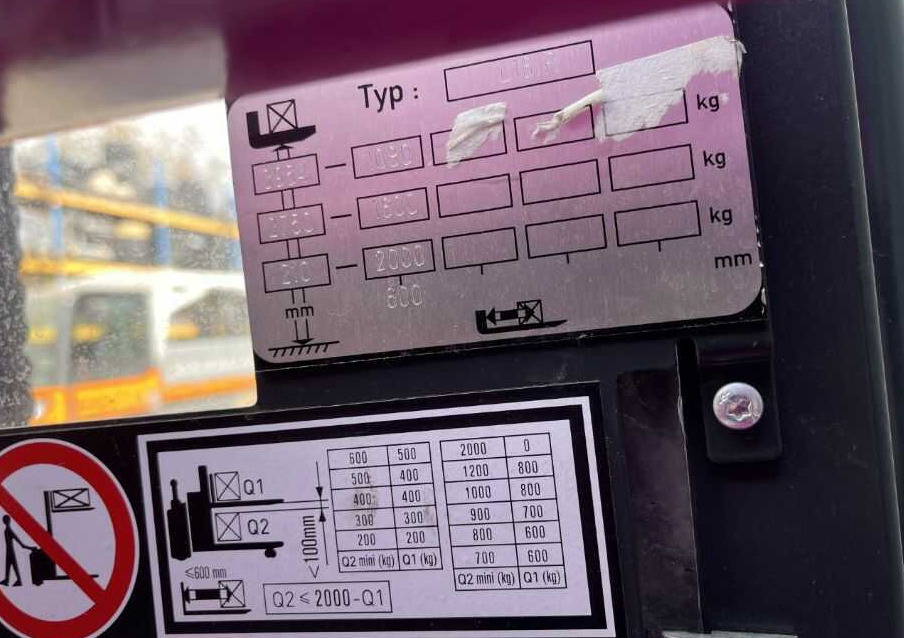 Typ :
kg
1600 kg
2000 kg
600 mm
mm
600 500 2000 0
500 400 1200 800
400 400 1000 800
300 300 900 700
200 200 800 600
Q2 mini (kg) Q1 (kg) 700 600
Q2 mini (kg) Q1 (kg)
Q1
Q2
<100mm
≤600 mm
Q2 ≤ 2000-Q1